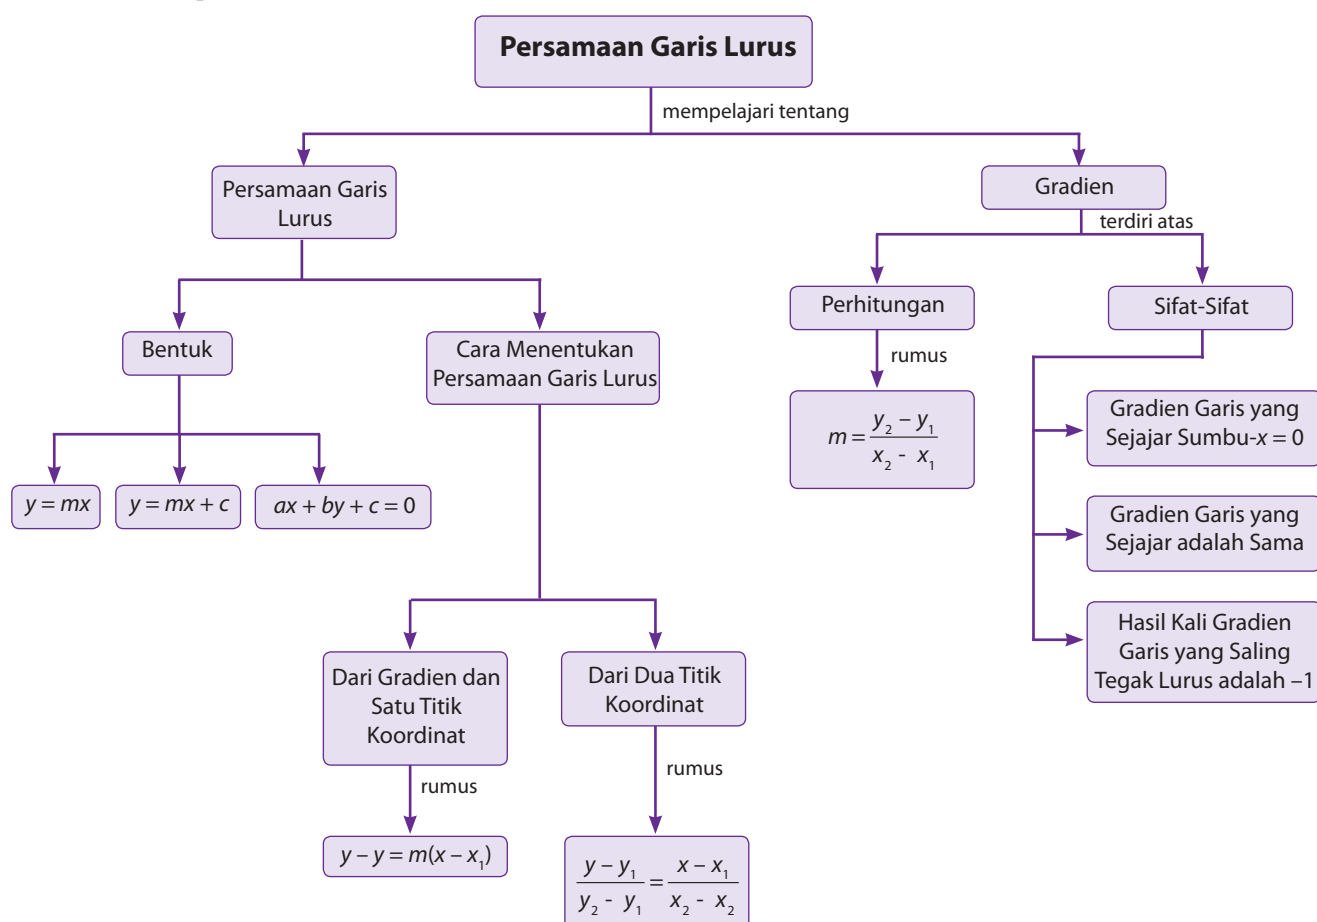 Persamaan Garis Lurus
mempelajari tentang
Persamaan Garis
Lurus
Gradien
terdiri atas
Bentuk
Cara Menentukan
Persamaan Garis Lurus
Perhitungan
Sifat-Sifat
rumus
y = mx
y = mx + c
ax + by + c = 0
m = (y₂ – y₁)/(x₂ - x₁)
Gradien Garis yang
Sejajar Sumbu-x = 0
Gradien Garis yang
Sejajar adalah Sama
Hasil Kali Gradien
Garis yang Saling
Tegak Lurus adalah –1
Dari Gradien dan
Satu Titik
Koordinat
Dari Dua Titik
Koordinat
rumus
rumus
y – y = m(x – x₁)
(y – y₁)/(y₂ - y₁) = (x – x₁)/(x₂ - x₂)